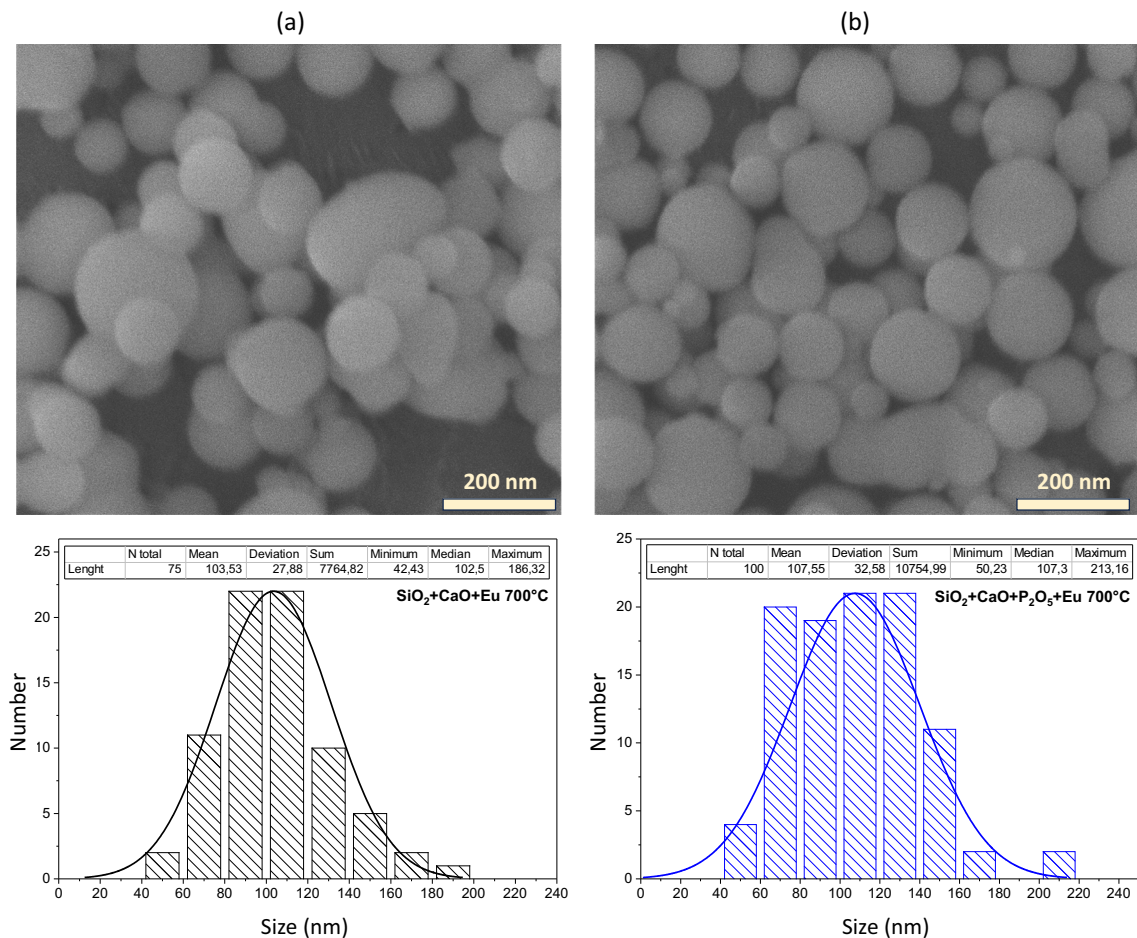 (a)
(b)
200 nm
200 nm
N total Mean Deviation Sum Minimum Median Maximum
Lenght 75 103,53 27,88 7764,82 42,43 102,5 186,32
SiO₂+CaO+Eu 700°C
25
20
15
10
5
0
Number
0 20 40 60 80 100 120 140 160 180 200 220 240
Size (nm)
N total Mean Deviation Sum Minimum Median Maximum
Lenght 100 107,55 32,58 10754,99 50,23 107,3 213,16
SiO₂+CaO+P₂O₅+Eu 700°C
25
20
15
10
5
0
Number
0 20 40 60 80 100 120 140 160 180 200 220 240
Size (nm)